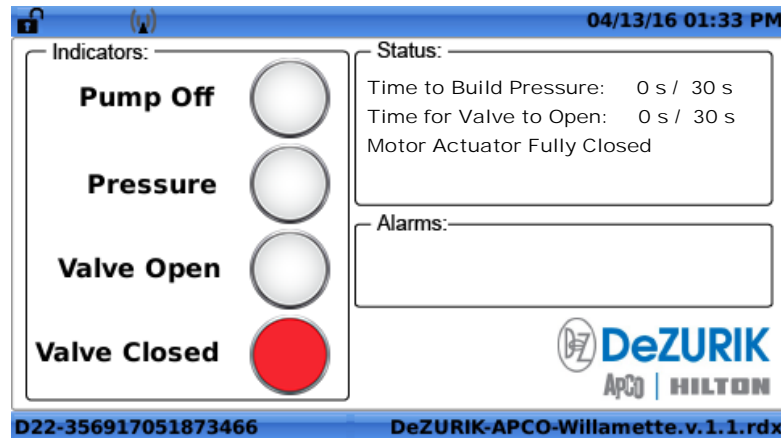 04/13/16 01:33 PM
Indicators:
Pump Off
Pressure
Valve Open
Valve Closed
Status:
Time to Build Pressure: 0 s / 30 s
Time for Valve to Open: 0 s / 30 s
Motor Actuator Fully Closed
Alarms:
DZ DeZURIK
APCO | HILTON
D22-356917051873466 DeZURIK-APCO-Willamette.v.1.1.rdx